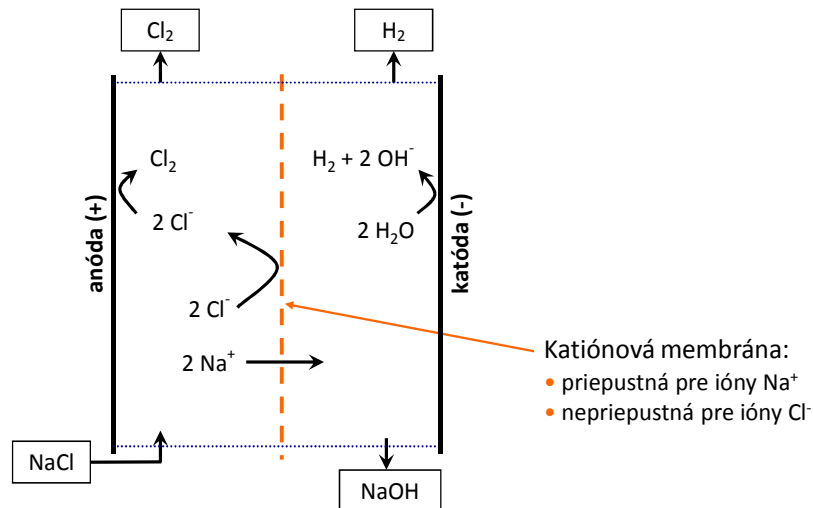 Cl₂
H₂
Cl₂
H₂ + 2 OH⁻
2 Cl⁻
2 H₂O
anóda (+)
katóda (-)
2 Cl⁻
2 Na⁺
Katiónová membrána:
• priepustná pre ióny Na⁺
• nepriepustná pre ióny Cl⁻
NaCl
NaOH